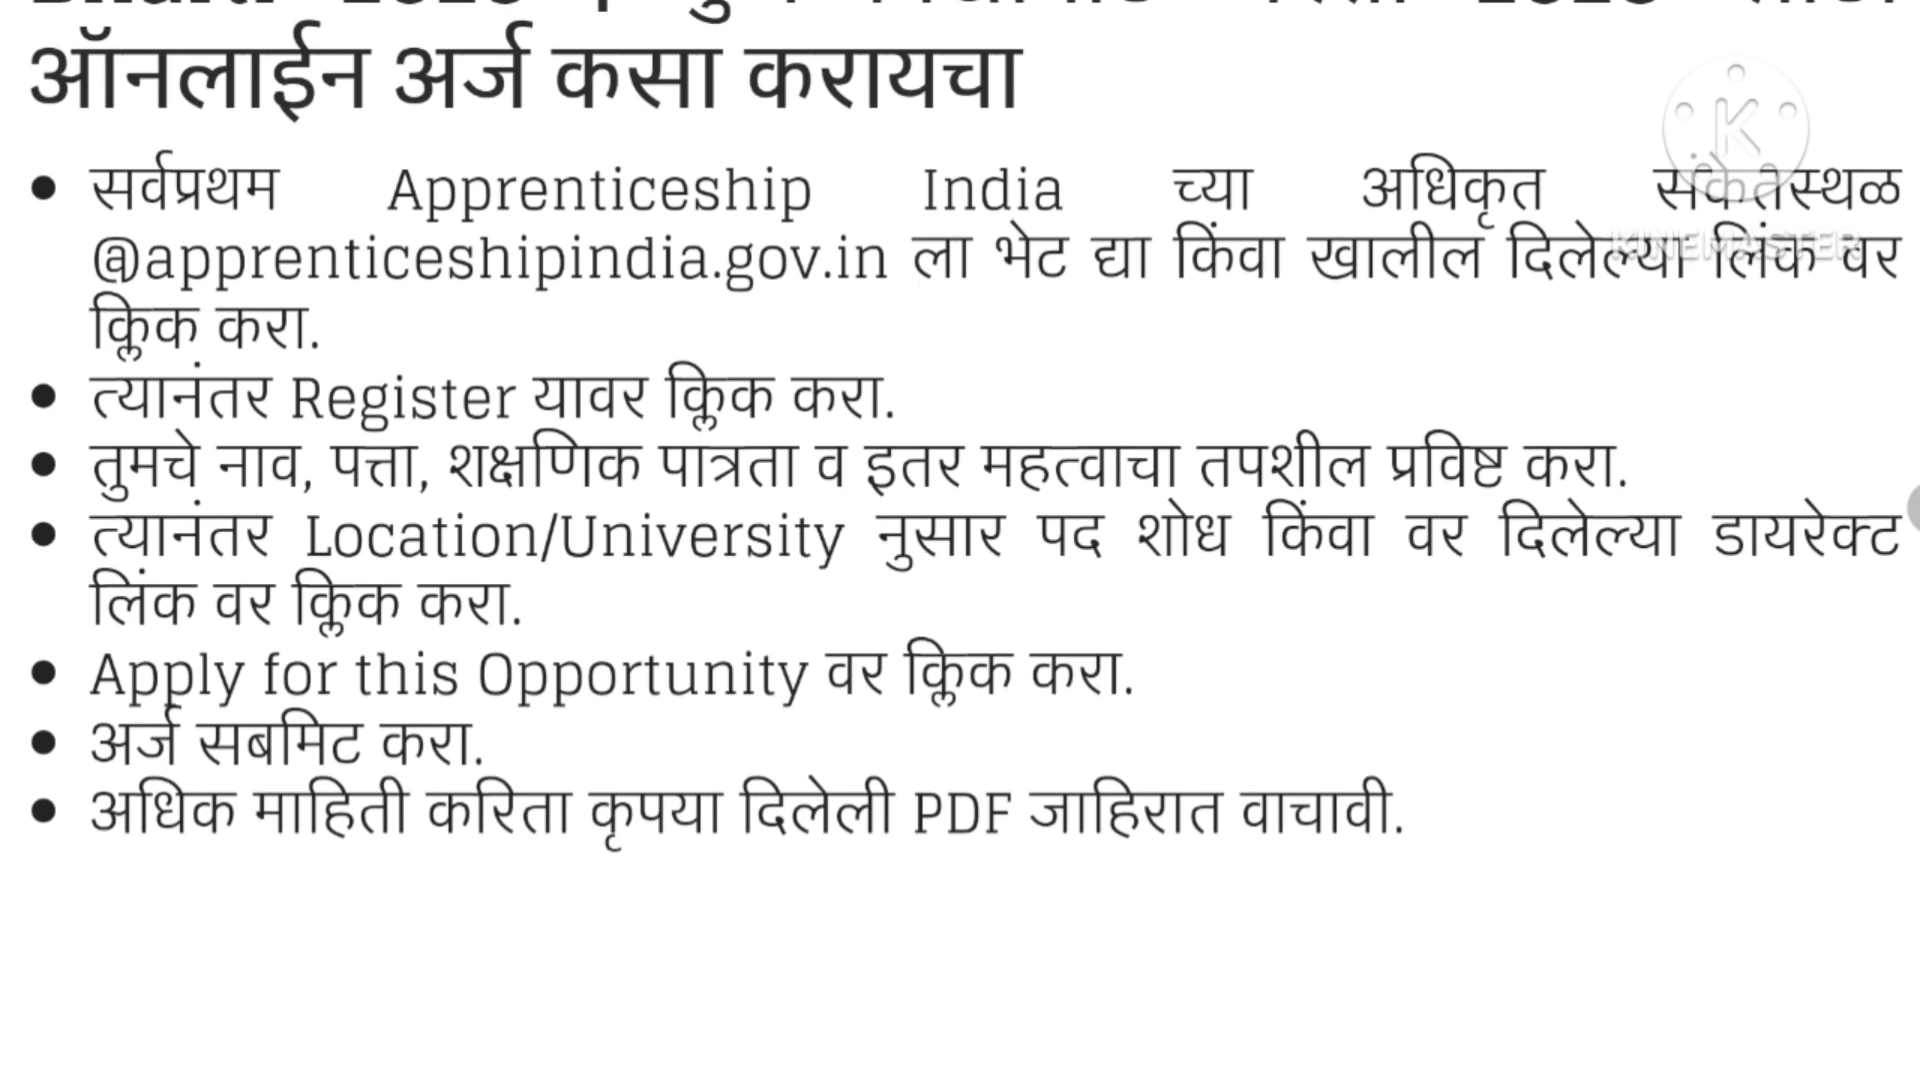 ऑनलाईन अर्ज कसा करायचा
• सर्वप्रथम Apprenticeship India च्या अधिकृत संकेतस्थळ
@apprenticeshipindia.gov.in ला भेट द्या किंवा खालील दिलेल्या लिंक वर
क्लिक करा.
• त्यानंतर Register यावर क्लिक करा.
• तुमचे नाव, पत्ता, शक्षणिक पात्रता व इतर महत्वाचा तपशील प्रविष्ट करा.
• त्यानंतर Location/University नुसार पद शोध किंवा वर दिलेल्या डायरेक्ट
लिंक वर क्लिक करा.
• Apply for this Opportunity वर क्लिक करा.
• अर्ज सबमिट करा.
• अधिक माहिती करिता कृपया दिलेली PDF जाहिरात वाचावी.
K
KINEMASTER